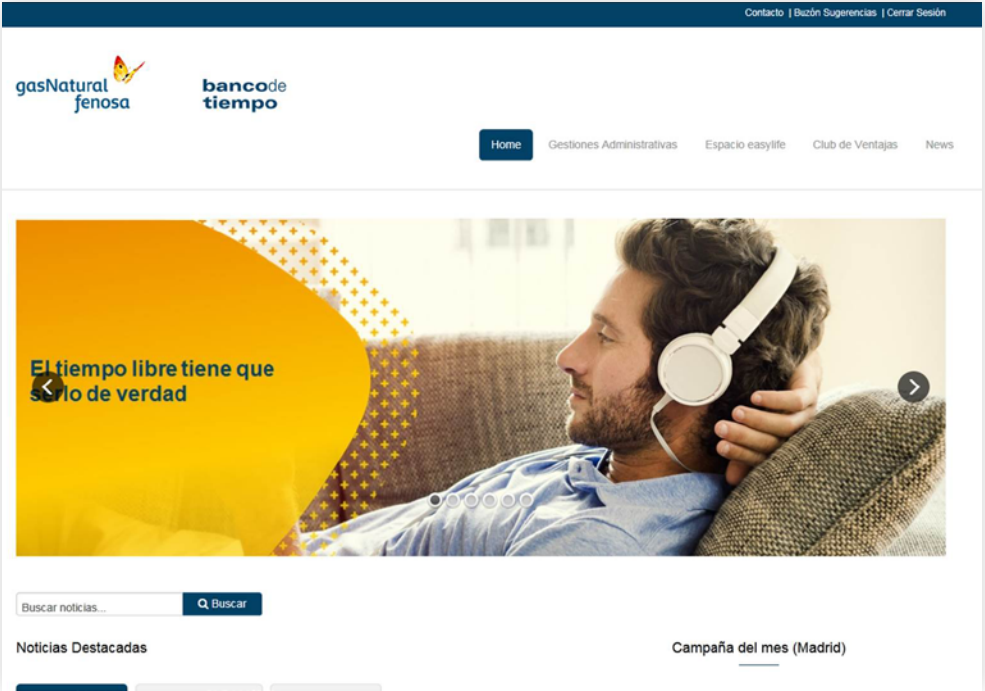 Contacto | Buzón Sugerencias | Cerrar Sesión
gasNatural
fenosa
bancode
tiempo
Home Gestiones Administrativas Espacio easylife Club de Ventajas News
El tiempo libre tiene que
serlo de verdad
Buscar noticias... Buscar
Noticias Destacadas
Campaña del mes (Madrid)